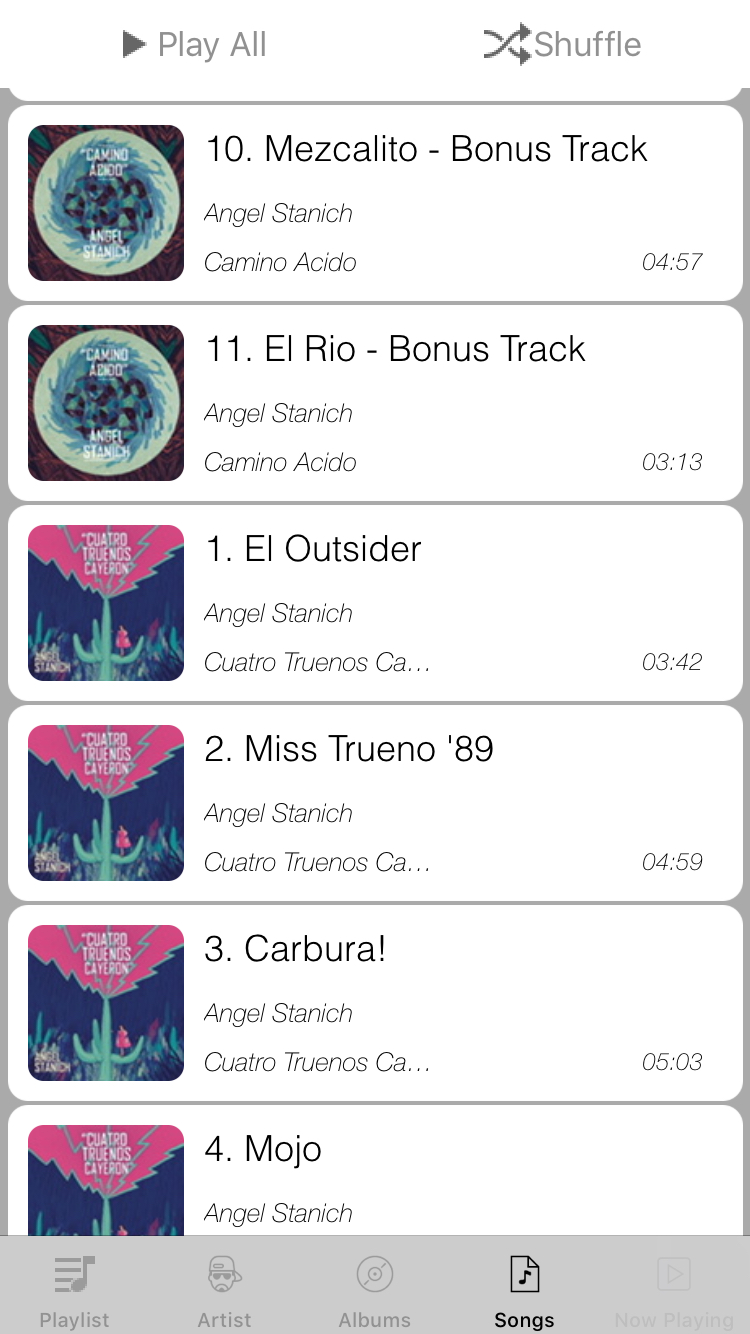 Play All
Shuffle
"CAMINO
ACIDO"
ANGEL
STANICH
10. Mezcalito - Bonus Track
Angel Stanich
Camino Acido
04:57
"CAMINO
ACIDO"
ANGEL
STANICH
11. El Rio - Bonus Track
Angel Stanich
Camino Acido
03:13
"CUATRO
TRUENOS
CAYERON"
ANGEL
STANICH
1. El Outsider
Angel Stanich
Cuatro Truenos Ca…
03:42
"CUATRO
TRUENOS
CAYERON"
ANGEL
STANICH
2. Miss Trueno '89
Angel Stanich
Cuatro Truenos Ca…
04:59
"CUATRO
TRUENOS
CAYERON"
ANGEL
STANICH
3. Carbura!
Angel Stanich
Cuatro Truenos Ca…
05:03
"CUATRO
TRUENOS
CAYERON"
4. Mojo
Angel Stanich
Playlist
Artist
Albums
Songs
Now Playing